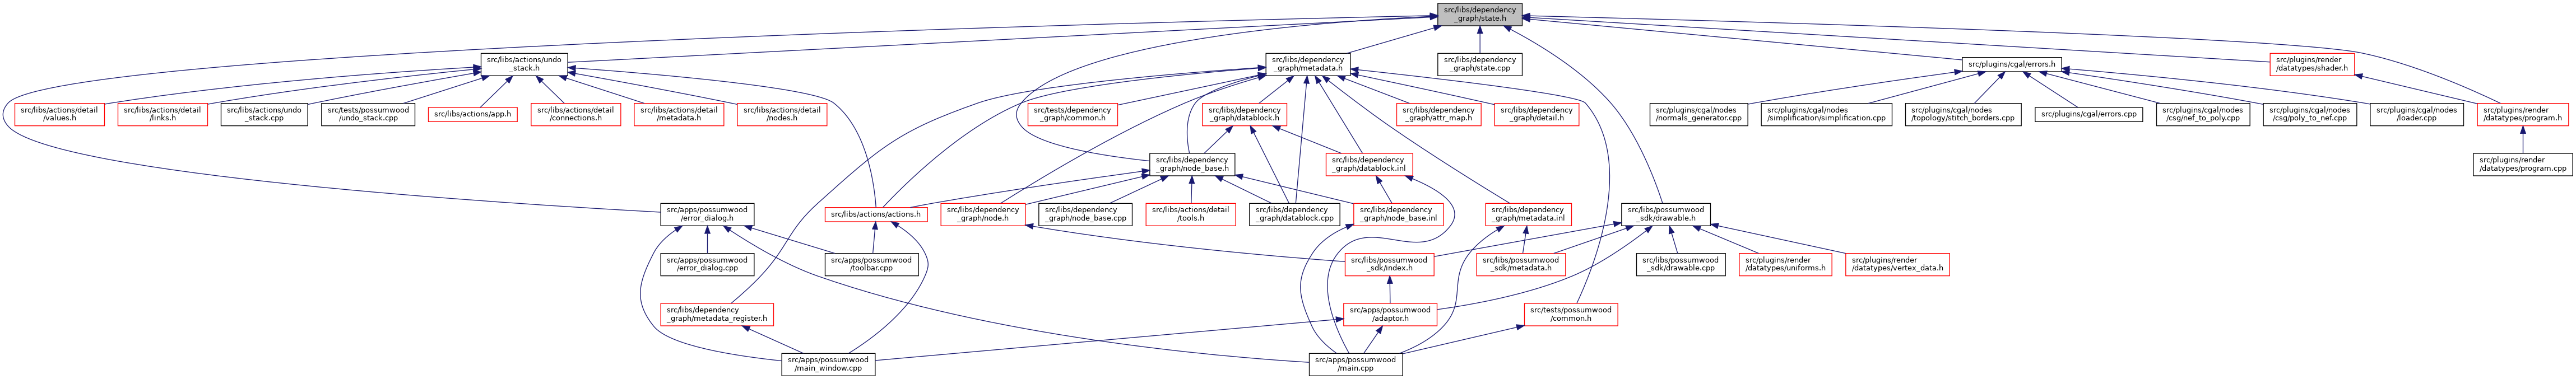 src/libs/dependency
_graph/state.h
src/libs/actions/undo
_stack.h
src/libs/dependency
_graph/metadata.h
src/libs/dependency
_graph/state.cpp
src/plugins/cgal/errors.h
src/plugins/render
/datatypes/shader.h
src/libs/actions/detail
/values.h
src/libs/actions/detail
/links.h
src/libs/actions/undo
_stack.cpp
src/tests/possumwood
/undo_stack.cpp
src/libs/actions/app.h
src/libs/actions/detail
/connections.h
src/libs/actions/detail
/metadata.h
src/libs/actions/detail
/nodes.h
src/tests/dependency
_graph/common.h
src/libs/dependency
_graph/datablock.h
src/libs/dependency
_graph/attr_map.h
src/libs/dependency
_graph/detail.h
src/plugins/cgal/nodes
/normals_generator.cpp
src/plugins/cgal/nodes
/simplification/simplification.cpp
src/plugins/cgal/nodes
/topology/stitch_borders.cpp
src/plugins/cgal/errors.cpp
src/plugins/cgal/nodes
/csg/nef_to_poly.cpp
src/plugins/cgal/nodes
/csg/poly_to_nef.cpp
src/plugins/cgal/nodes
/loader.cpp
src/plugins/render
/datatypes/program.h
src/libs/dependency
_graph/node_base.h
src/libs/dependency
_graph/datablock.inl
src/plugins/render
/datatypes/program.cpp
src/apps/possumwood
/error_dialog.h
src/libs/actions/actions.h
src/libs/dependency
_graph/node.h
src/libs/dependency
_graph/node_base.cpp
src/libs/actions/detail
/tools.h
src/libs/dependency
_graph/datablock.cpp
src/libs/dependency
_graph/node_base.inl
src/libs/dependency
_graph/metadata.inl
src/libs/possumwood
_sdk/drawable.h
src/apps/possumwood
/error_dialog.cpp
src/apps/possumwood
/toolbar.cpp
src/libs/possumwood
_sdk/index.h
src/libs/possumwood
_sdk/metadata.h
src/libs/possumwood
_sdk/drawable.cpp
src/plugins/render
/datatypes/uniforms.h
src/plugins/render
/datatypes/vertex_data.h
src/libs/dependency
_graph/metadata_register.h
src/apps/possumwood
/adaptor.h
src/tests/possumwood
/common.h
src/apps/possumwood
/main_window.cpp
src/apps/possumwood
/main.cpp